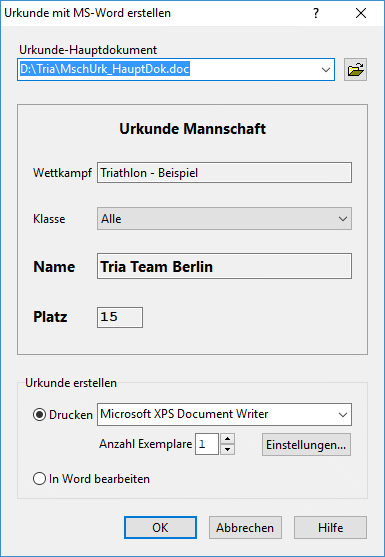 Urkunde mit MS-Word erstellen
Urkunde-Hauptdokument
D:\Tria\MschUrk_HauptDok.doc
Urkunde Mannschaft
Wettkampf Triathlon - Beispiel
Klasse Alle
Name Tria Team Berlin
Platz 15
Urkunde erstellen
Drucken Microsoft XPS Document Writer
Anzahl Exemplare 1 Einstellungen...
In Word bearbeiten
OK Abbrechen Hilfe